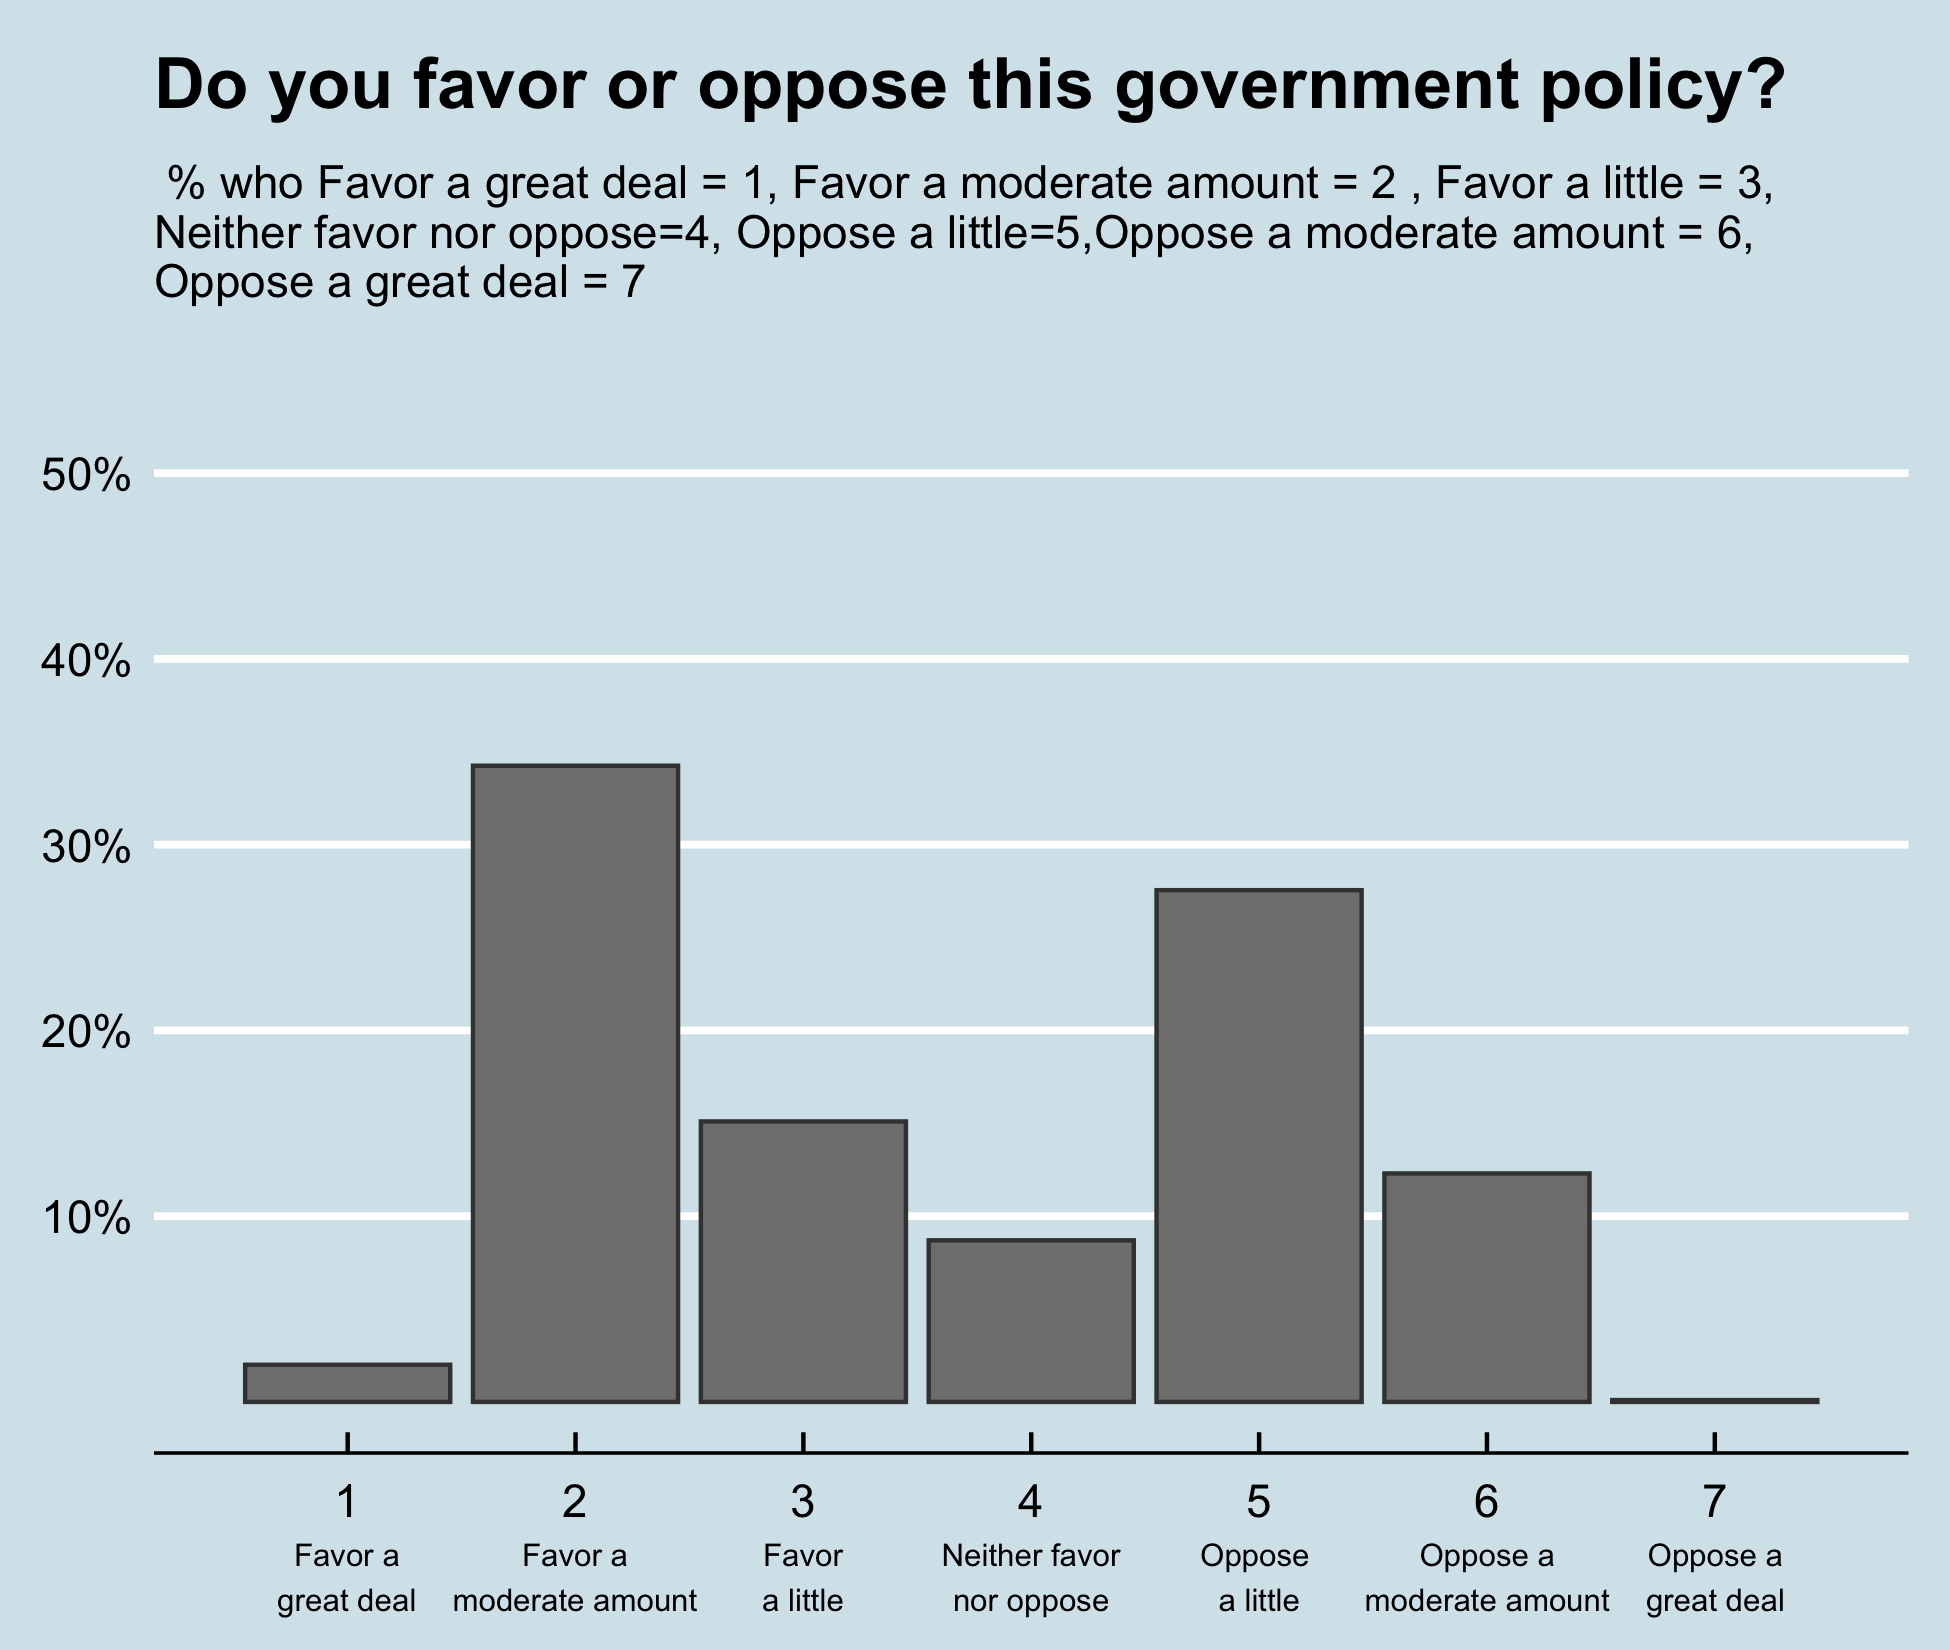 Do you favor or oppose this government policy?
% who Favor a great deal = 1, Favor a moderate amount = 2 , Favor a little = 3,
Neither favor nor oppose=4, Oppose a little=5,Oppose a moderate amount = 6,
Oppose a great deal = 7
50%
40%
30%
20%
10%
1 2 3 4 5 6 7
Favor a Favor a Favor Neither favor Oppose Oppose a Oppose a
great deal moderate amount a little nor oppose a little moderate amount great deal